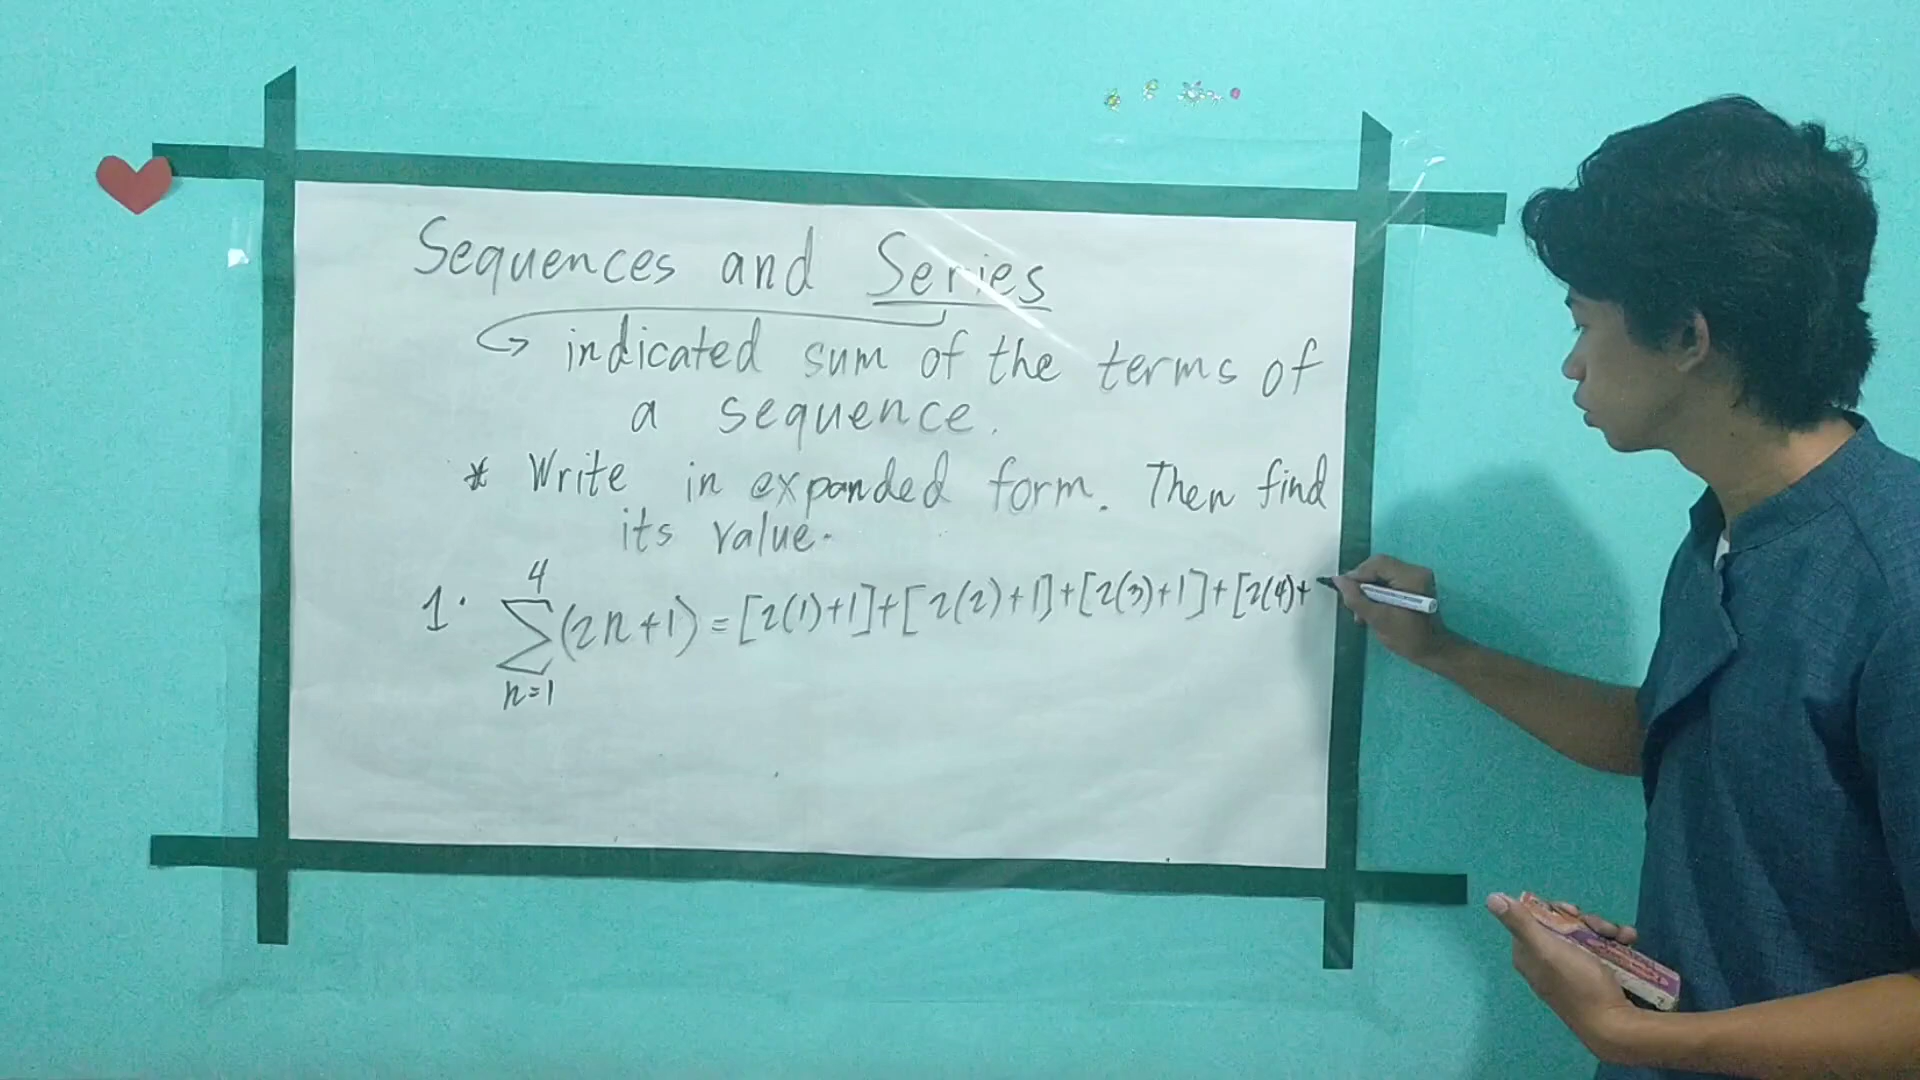 Sequences and Series
indicated sum of the terms of
a sequence.
* Write in expanded form. Then find
its value.
4
1. ∑(2n+1) = [2(1)+1]+[2(2)+1]+[2(3)+1]+[2(4)+
n=1